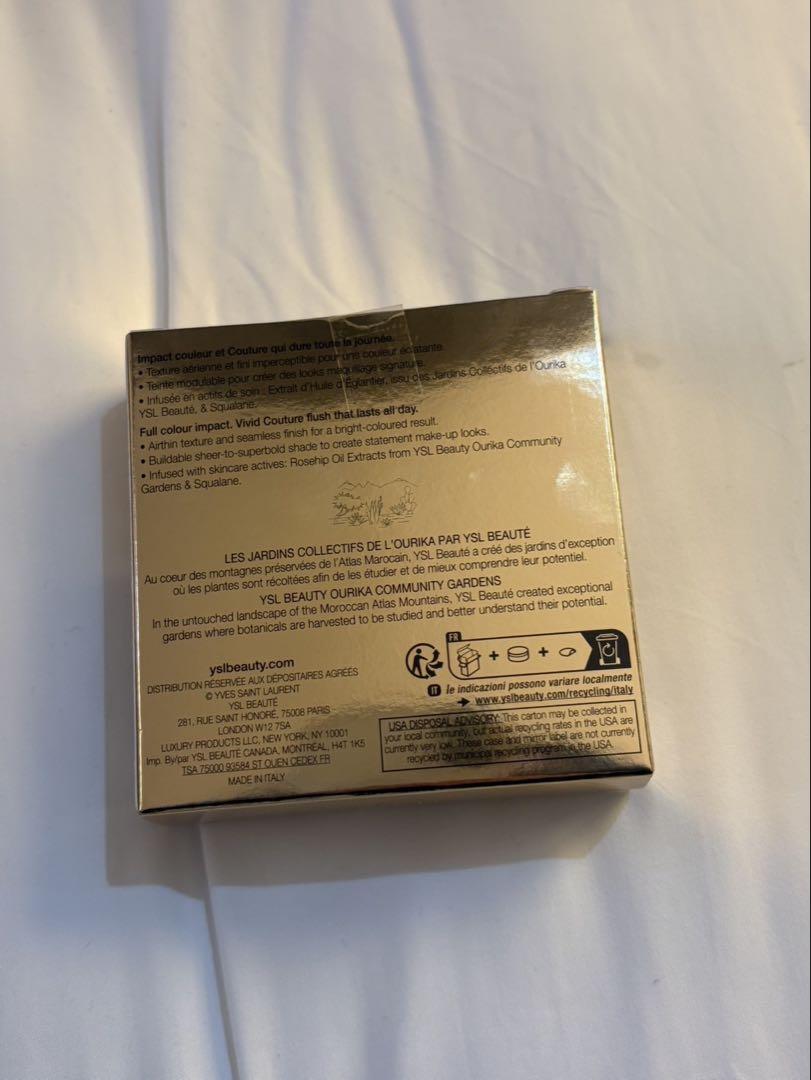 Impact couleur et Couture qui dure toute la journée.
• Texture aérienne et fini imperceptible pour une couleur éclatante.
• Teinte modulable pour créer des looks maquillage signature.
• Infusée en actifs de soin : Extrait d'Huile d'Églantier, issu des Jardins Collectifs de l'Ourika
YSL Beauté, & Squalane.
Full colour impact. Vivid Couture flush that lasts all day.
• Airthin texture and seamless finish for a bright-coloured result.
• Buildable sheer-to-superbold shade to create statement make-up looks.
• Infused with skincare actives: Rosehip Oil Extracts from YSL Beauty Ourika Community
Gardens & Squalane.
LES JARDINS COLLECTIFS DE L'OURIKA PAR YSL BEAUTÉ
Au coeur des montagnes préservées de l'Atlas Marocain, YSL Beauté a créé des jardins d'exception
où les plantes sont récoltées afin de les étudier et de mieux comprendre leur potentiel.
YSL BEAUTY OURIKA COMMUNITY GARDENS
In the untouched landscape of the Moroccan Atlas Mountains, YSL Beauté created exceptional
gardens where botanicals are harvested to be studied and better understand their potential.
yslbeauty.com
DISTRIBUTION RÉSERVÉE AUX DÉPOSITAIRES AGRÉÉS
© YVES SAINT LAURENT
YSL BEAUTÉ
281, RUE SAINT HONORÉ, 75008 PARIS
LONDON W12 7SA
LUXURY PRODUCTS LLC, NEW YORK, NY 10001
Imp. By/par YSL BEAUTÉ CANADA, MONTRÉAL, H4T 1K5
TSA 75000 93584 ST OUEN CEDEX FR
MADE IN ITALY
FR
+ +
IT le indicazioni possono variare localmente
www.yslbeauty.com/recycling/italy
USA DISPOSAL ADVISORY: This carton may be collected in
your local community, but actual recycling rates in the USA are
currently very low. These case and mirror label are not currently
recycled by municipal recycling program in the USA.